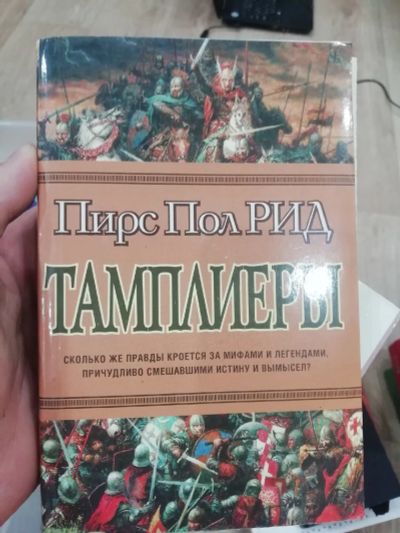 Пирс Пол РИД
ТАМПЛИЕРЫ
СКОЛЬКО ЖЕ ПРАВДЫ КРОЕТСЯ ЗА МИФАМИ И ЛЕГЕНДАМИ,
ПРИЧУДЛИВО СМЕШАВШИМИ ИСТИНУ И ВЫМЫСЕЛ?